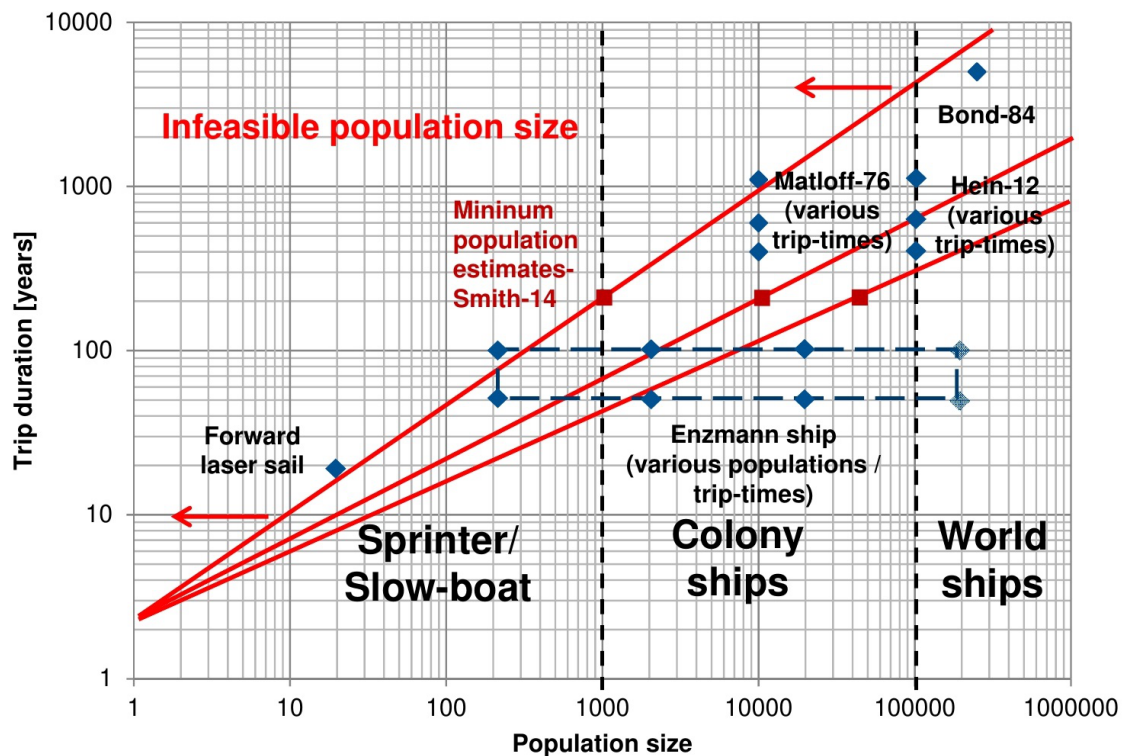 10000
1000
100
10
1
Trip duration [years]
Infeasible population size
Bond-84
Mininum
population
estimates-
Smith-14
Matloff-76
(various
trip-times)
Hein-12
(various
trip-times)
Forward
laser sail
Enzmann ship
(various populations /
trip-times)
Sprinter/
Slow-boat
Colony
ships
World
ships
1
10
100
1000
10000
100000
1000000
Population size